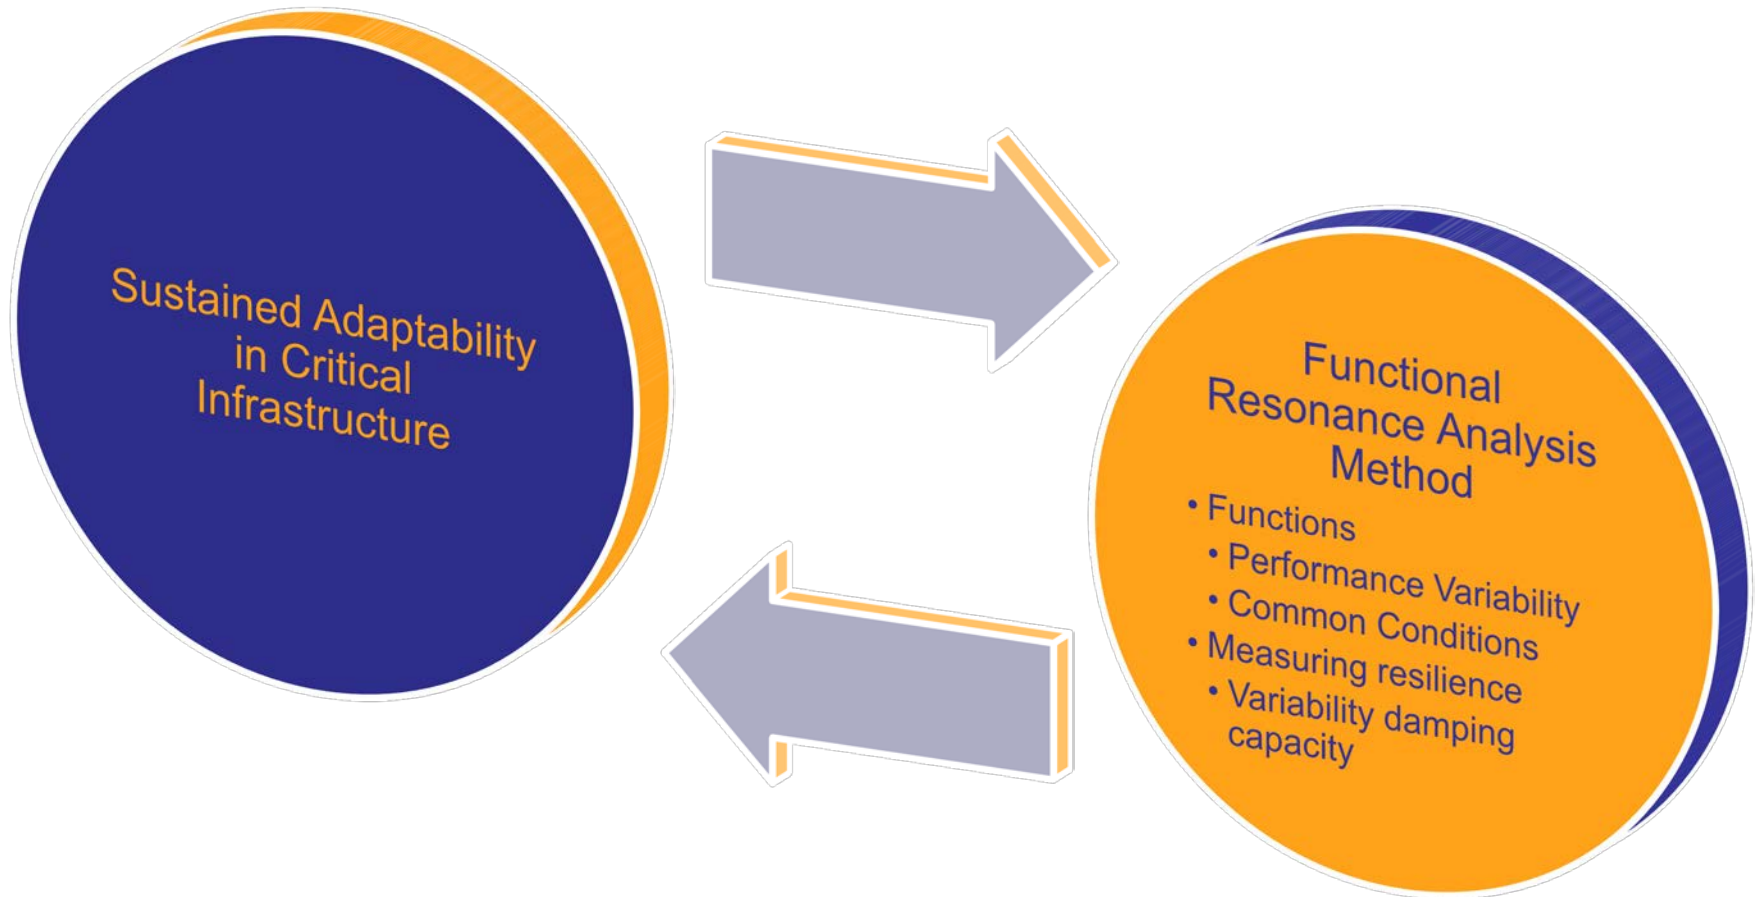 Sustained Adaptability
in Critical
Infrastructure
Functional
Resonance Analysis
Method
• Functions
• Performance Variability
• Common Conditions
• Measuring resilience
• Variability damping
capacity